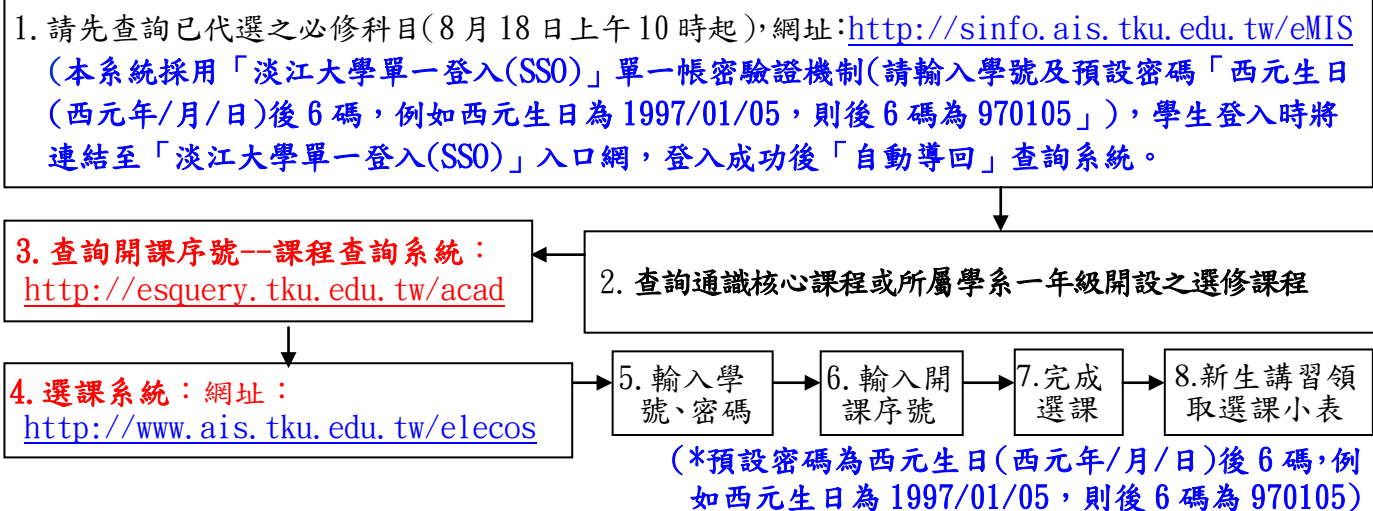 1.請先查詢已代選之必修科目(8月18日上午10時起),網址:http://sinfo.ais.tku.edu.tw/eMIS
(本系統採用「淡江大學單一登入(SSO)」單一帳密驗證機制(請輸入學號及預設密碼「西元生日
(西元年/月/日)後6碼，例如西元生日為1997/01/05，則後6碼為970105」)，學生登入時將
連結至「淡江大學單一登入(SSO)」入口網，登入成功後「自動導回」查詢系統。
2.查詢通識核心課程或所屬學系一年級開設之選修課程
3.查詢開課序號--課程查詢系統：
http://esquery.tku.edu.tw/acad
4.選課系統：網址：
http://www.ais.tku.edu.tw/elecos
5.輸入學
號、密碼
6.輸入開
課序號
7.完成
選課
8.新生講習領
取選課小表
(*預設密碼為西元生日(西元年/月/日)後6碼,例
如西元生日為1997/01/05，則後6碼為970105)